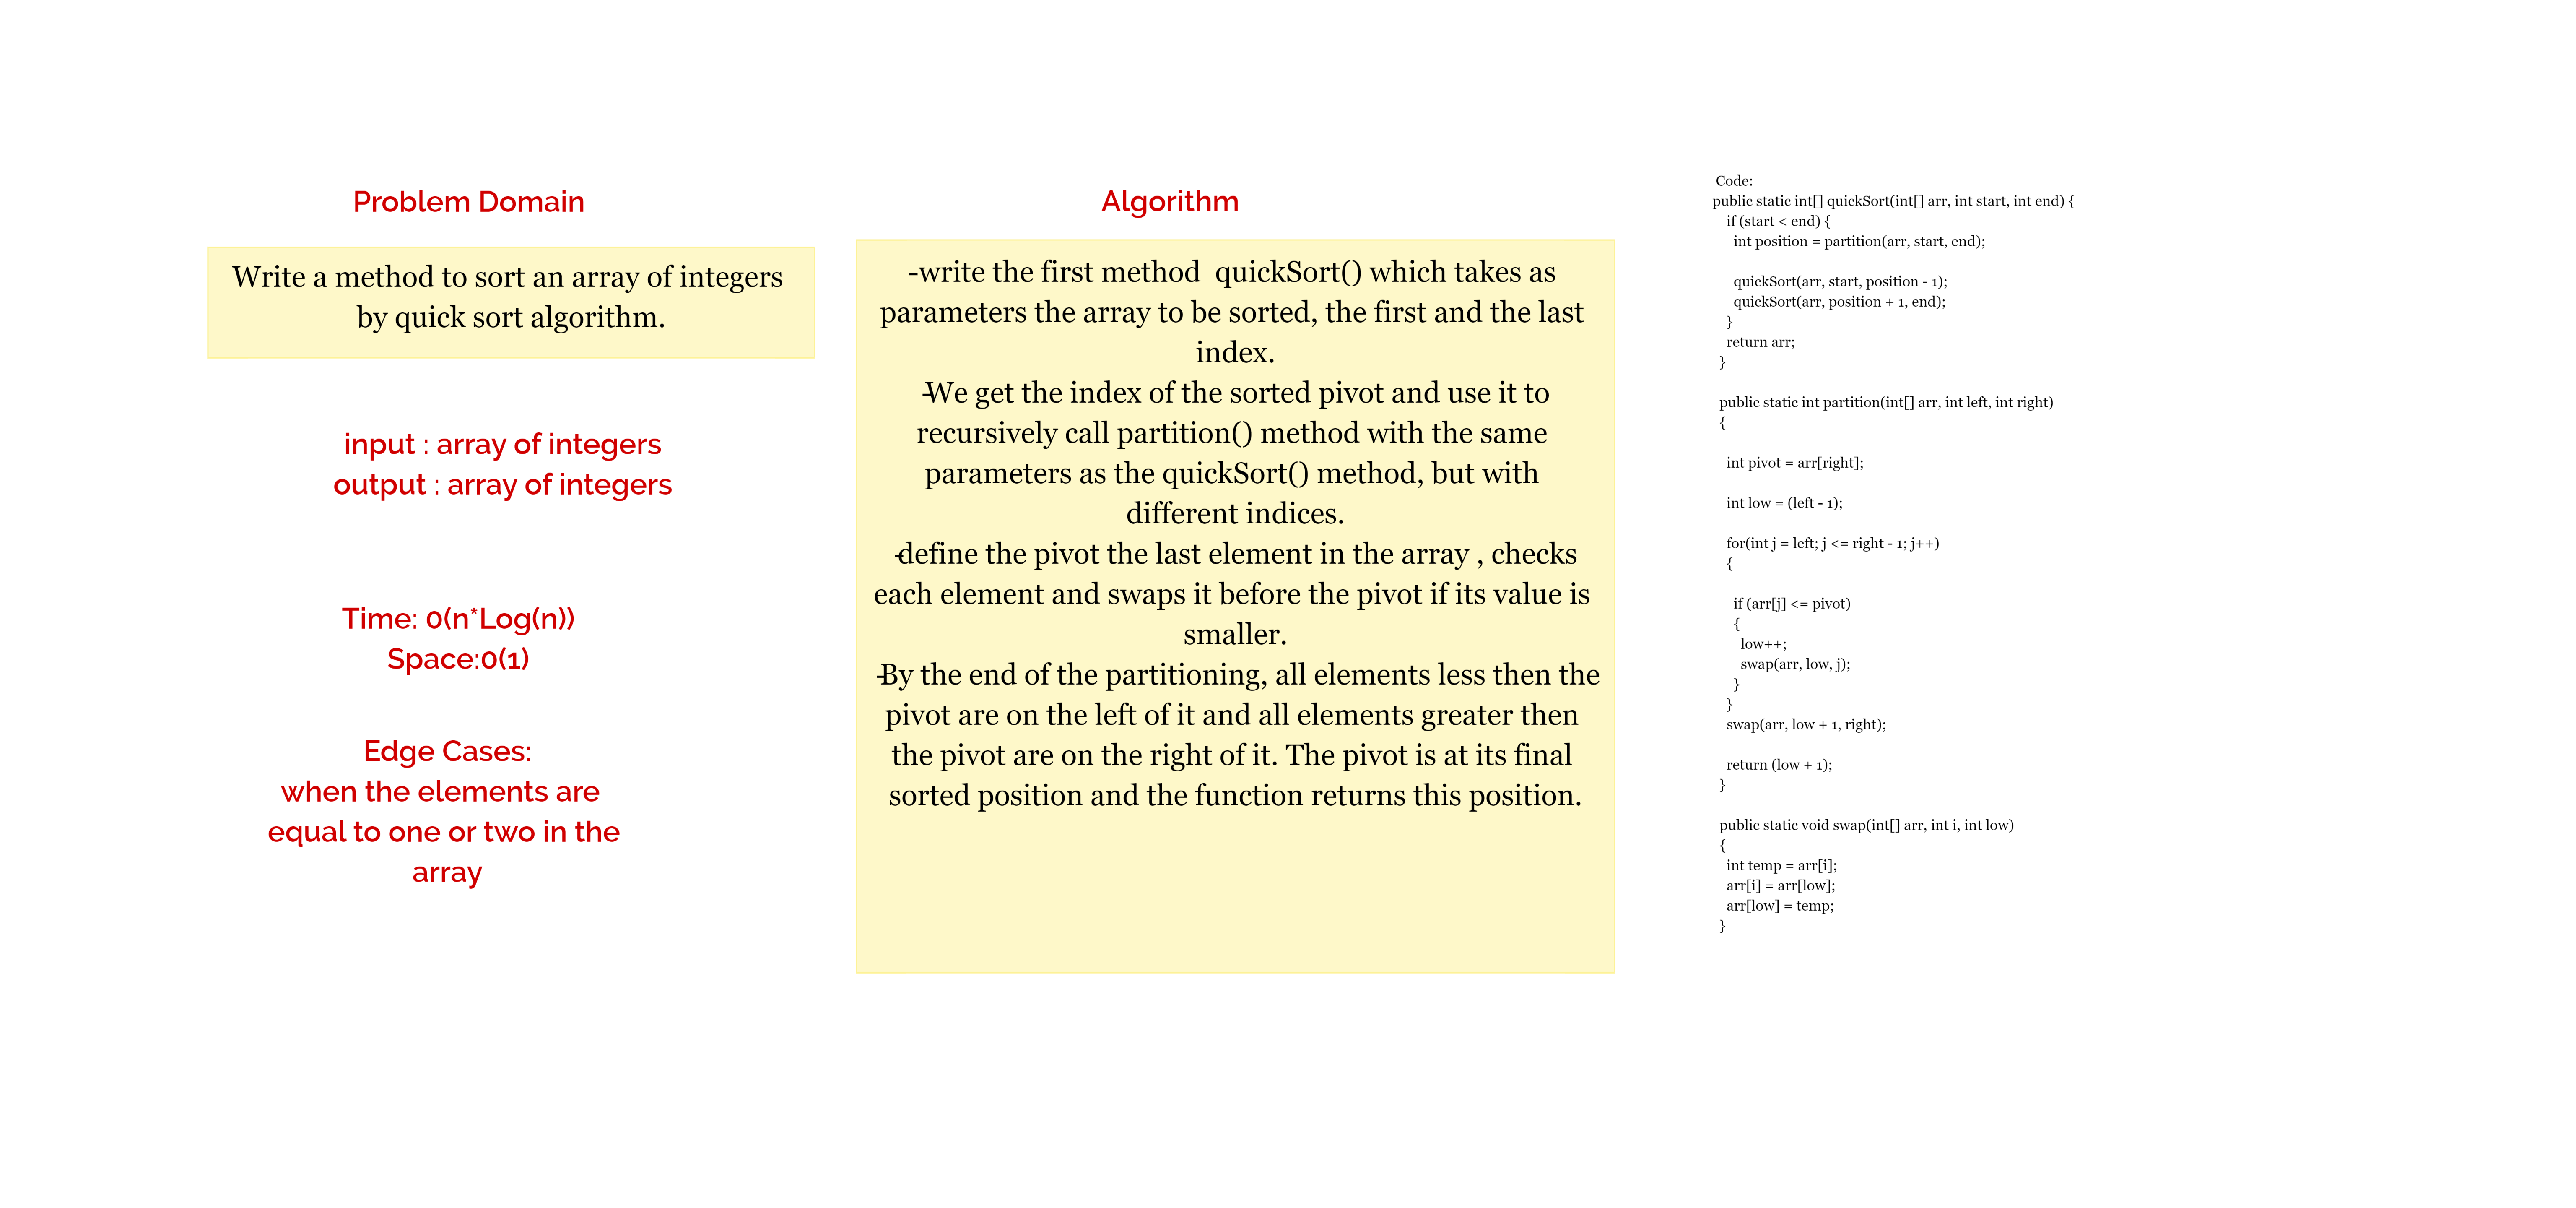 Problem Domain
Write a method to sort an array of integers
by quick sort algorithm.
input : array of integers
output : array of integers
Time: 0(n*Log(n))
Space:0(1)
Edge Cases:
when the elements are
equal to one or two in the
array
Algorithm
-write the first method  quickSort() which takes as
parameters the array to be sorted, the first and the last
index.
-We get the index of the sorted pivot and use it to
recursively call partition() method with the same
parameters as the quickSort() method, but with
different indices.
-define the pivot the last element in the array , checks
each element and swaps it before the pivot if its value is
smaller.
-By the end of the partitioning, all elements less then the
pivot are on the left of it and all elements greater then
the pivot are on the right of it. The pivot is at its final
sorted position and the function returns this position.
Code:
public static int[] quickSort(int[] arr, int start, int end) {
if (start < end) {
int position = partition(arr, start, end);
quickSort(arr, start, position - 1);
quickSort(arr, position + 1, end);
}
return arr;
}
public static int partition(int[] arr, int left, int right)
{
int pivot = arr[right];
int low = (left - 1);
for(int j = left; j <= right - 1; j++)
{
if (arr[j] <= pivot)
{
low++;
swap(arr, low, j);
}
}
swap(arr, low + 1, right);
return (low + 1);
}
public static void swap(int[] arr, int i, int low)
{
int temp = arr[i];
arr[i] = arr[low];
arr[low] = temp;
}